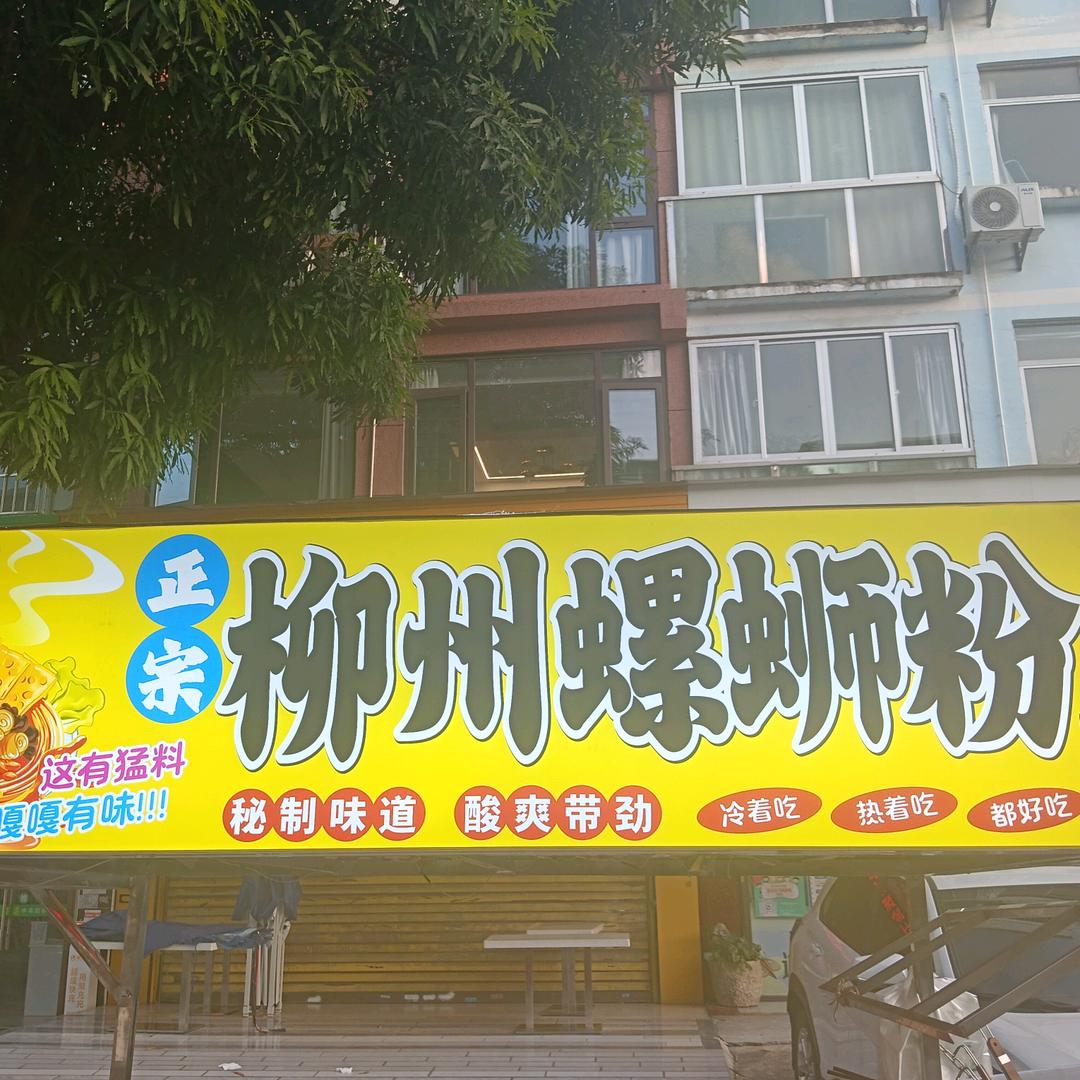 正宗
柳州螺蛳粉
这有猛料
嘎嘎有味!!!
秘制味道 酸爽带劲 冷着吃 热着吃 都好吃